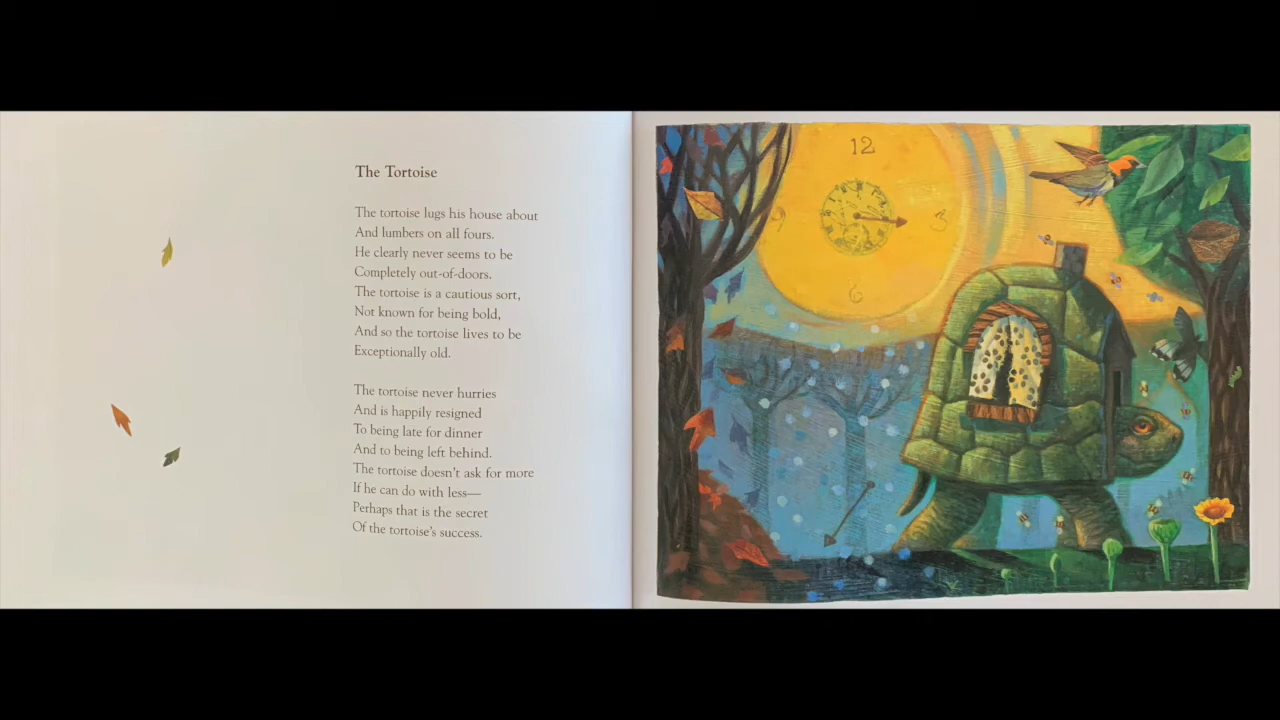 The Tortoise
The tortoise lugs his house about
And lumbers on all fours.
He clearly never seems to be
Completely out-of-doors.
The tortoise is a cautious sort,
Not known for being bold,
And so the tortoise lives to be
Exceptionally old.
The tortoise never hurries
And is happily resigned
To being late for dinner
And to being left behind.
The tortoise doesn't ask for more
If he can do with less—
Perhaps that is the secret
Of the tortoise's success.
12
9
3
6